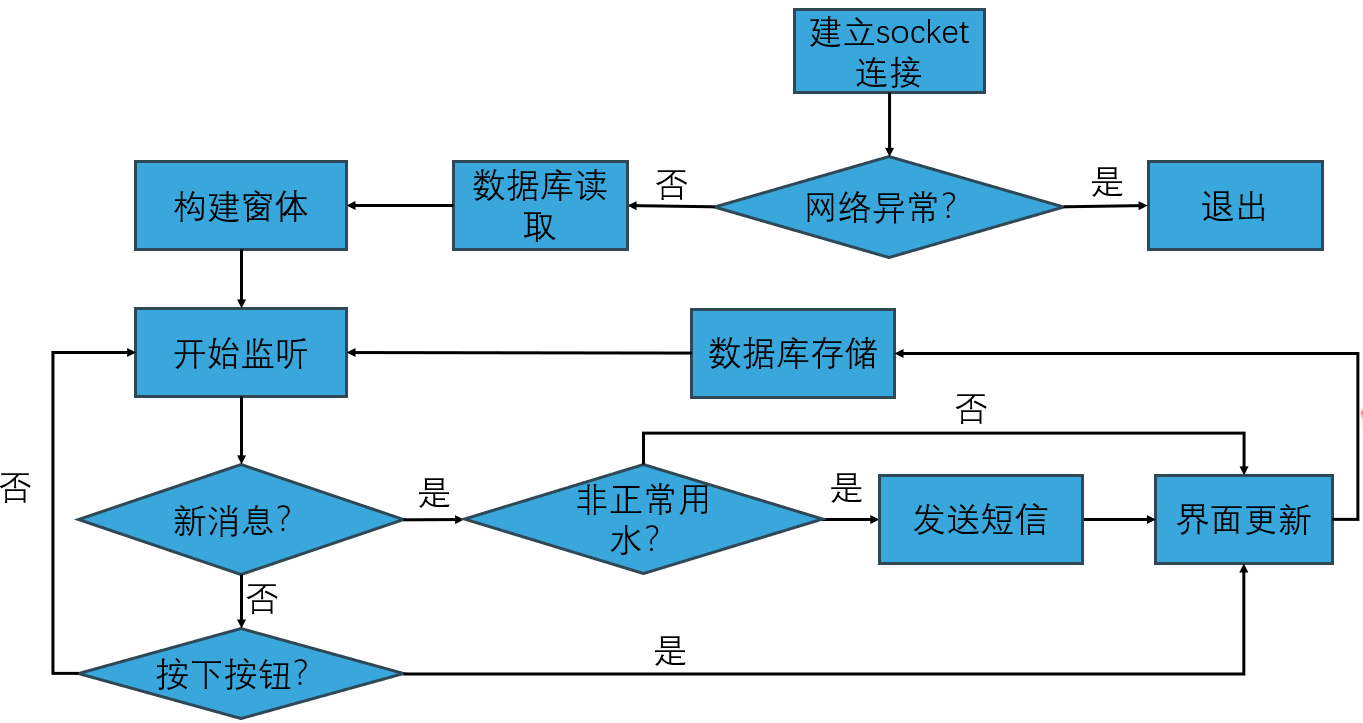 建立socket
连接
网络异常？
是
退出
否
数据库读
取
构建窗体
开始监听
数据库存储
新消息？
是
非正常用
水？
否
是
发送短信
界面更新
否
按下按钮？
是
否